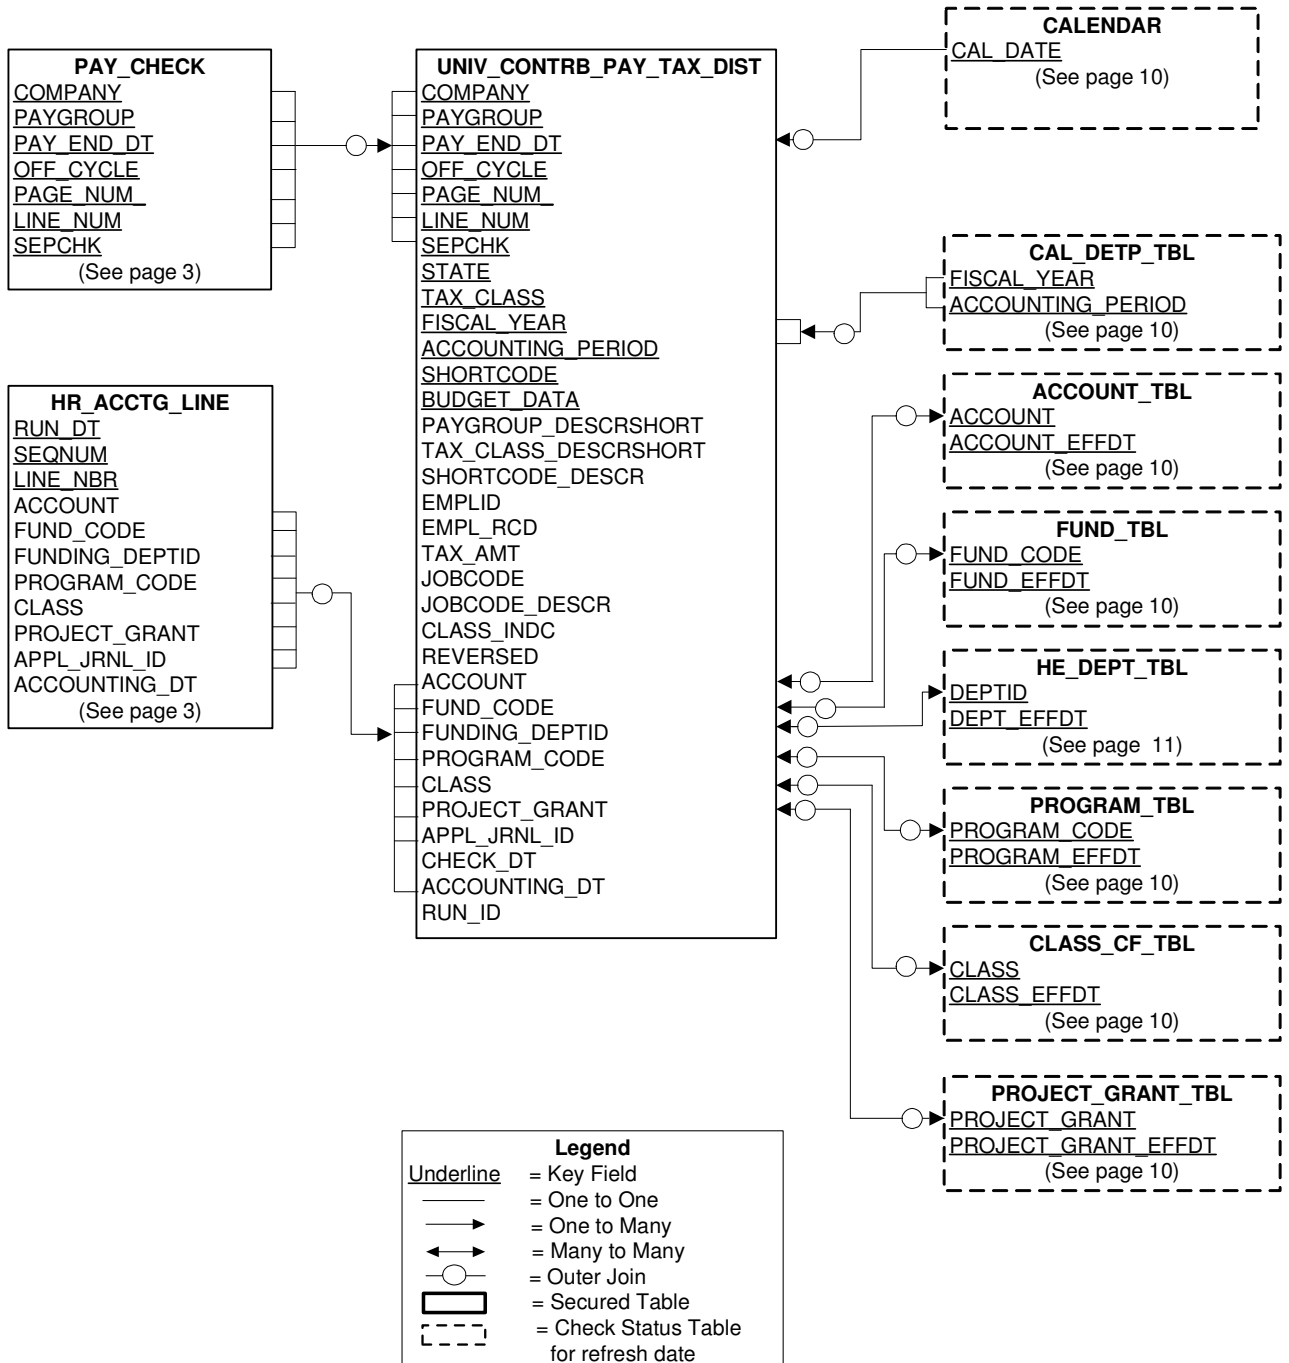 PAY_CHECK
COMPANY
PAYGROUP
PAY_END_DT
OFF_CYCLE
PAGE_NUM_
LINE_NUM
SEPCHK
(See page 3)
HR_ACCTG_LINE
RUN_DT
SEQNUM
LINE_NBR
ACCOUNT
FUND_CODE
FUNDING_DEPTID
PROGRAM_CODE
CLASS
PROJECT_GRANT
APPL_JRNL_ID
ACCOUNTING_DT
(See page 3)
UNIV_CONTRB_PAY_TAX_DIST
COMPANY
PAYGROUP
PAY_END_DT
OFF_CYCLE
PAGE_NUM_
LINE_NUM
SEPCHK
STATE
TAX_CLASS
FISCAL_YEAR
ACCOUNTING_PERIOD
SHORTCODE
BUDGET_DATA
PAYGROUP_DESCRSHORT
TAX_CLASS_DESCRSHORT
SHORTCODE_DESCR
EMPLID
EMPL_RCD
TAX_AMT
JOBCODE
JOBCODE_DESCR
CLASS_INDC
REVERSED
ACCOUNT
FUND_CODE
FUNDING_DEPTID
PROGRAM_CODE
CLASS
PROJECT_GRANT
APPL_JRNL_ID
CHECK_DT
ACCOUNTING_DT
RUN_ID
CALENDAR
CAL_DATE
(See page 10)
CAL_DETP_TBL
FISCAL_YEAR
ACCOUNTING_PERIOD
(See page 10)
ACCOUNT_TBL
ACCOUNT
ACCOUNT_EFFDT
(See page 10)
FUND_TBL
FUND_CODE
FUND_EFFDT
(See page 10)
HE_DEPT_TBL
DEPTID
DEPT_EFFDT
(See page 11)
PROGRAM_TBL
PROGRAM_CODE
PROGRAM_EFFDT
(See page 10)
CLASS_CF_TBL
CLASS
CLASS_EFFDT
(See page 10)
PROJECT_GRANT_TBL
PROJECT_GRANT
PROJECT_GRANT_EFFDT
(See page 10)
Legend
Underline = Key Field
= One to One
= One to Many
= Many to Many
= Outer Join
= Secured Table
= Check Status Table
for refresh date